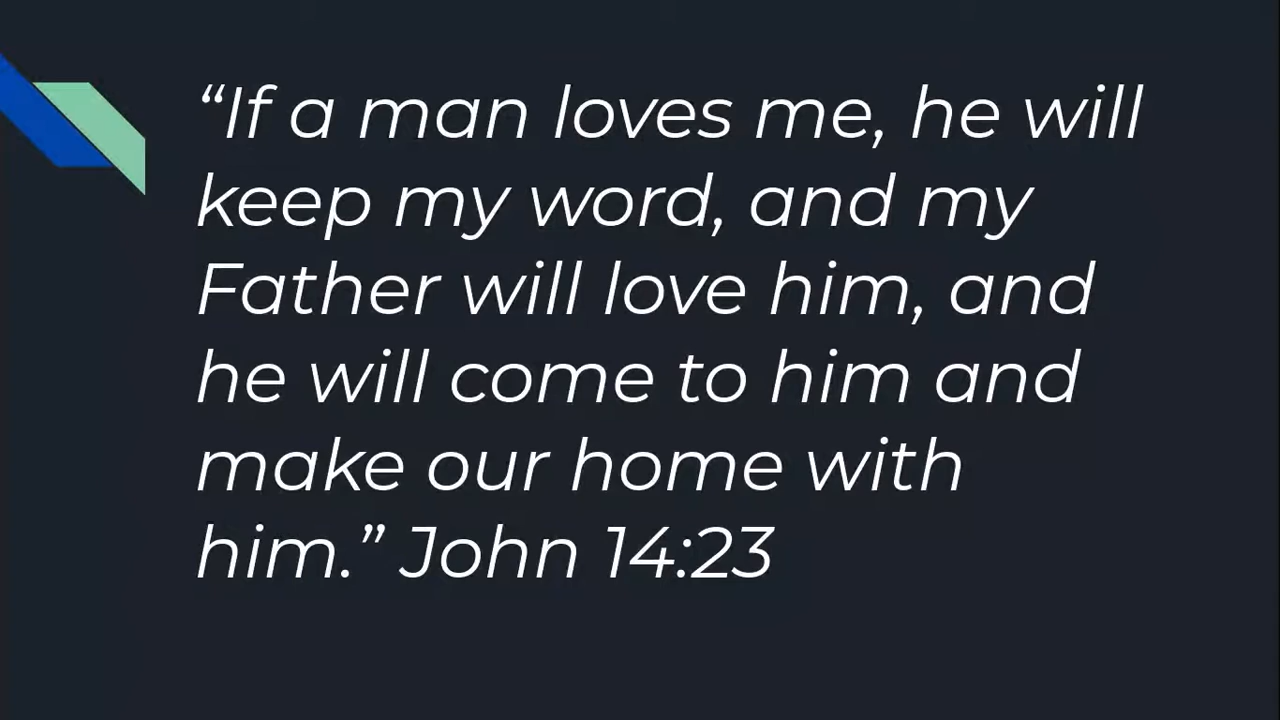 “If a man loves me, he will
keep my word, and my
Father will love him, and
he will come to him and
make our home with
him.” John 14:23